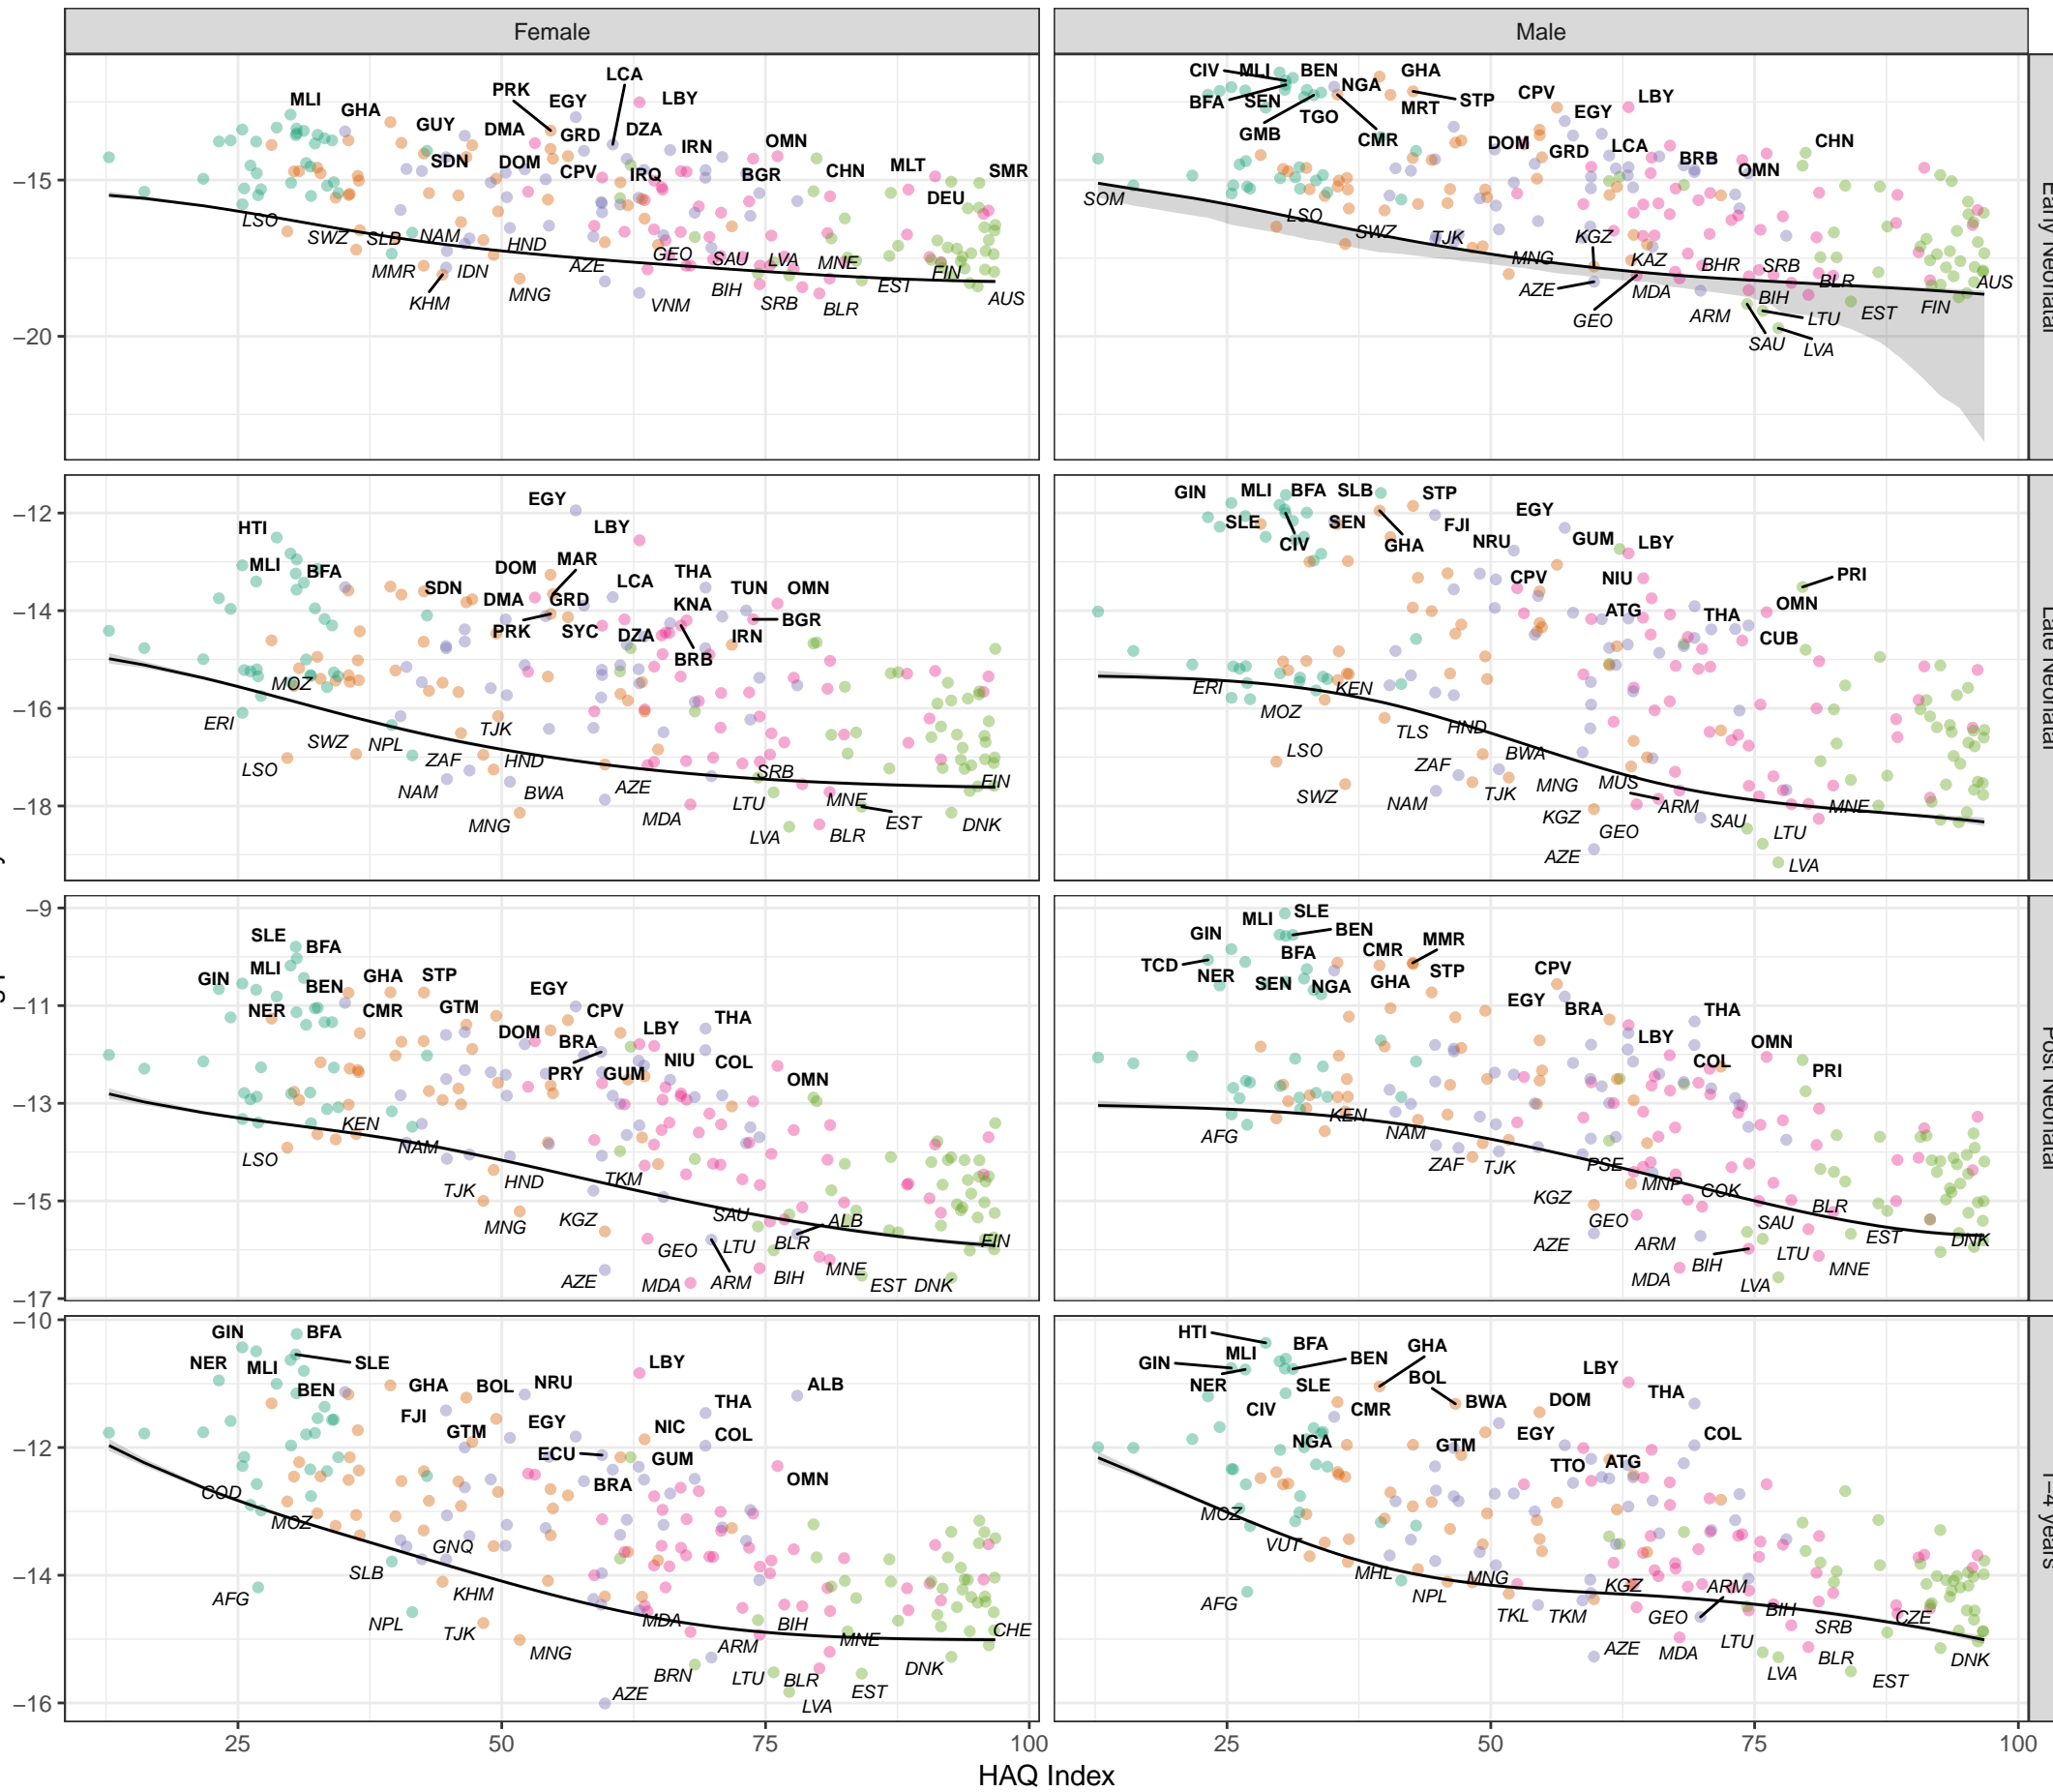 Female
Male
LCA
PRK
EGY
LBY
MLI
GHA
GUY
DMA
GRD
DZA
IRN
OMN
SDN
DOM
CPV
IRQ
BGR
CHN
MLT
SMR
DEU
LSO
SWZ
SLB
NAM
HND
MMR
IDN
KHM
MNG
AZE
GEO
VNM
SAU
BIH
LVA
SRB
MNE
BLR
EST
FIN
AUS
−15
−20
CIV
MLI
BEN
NGA
GHA
BFA
SEN
TGO
GMB
CMR
MRT
STP
CPV
EGY
LBY
DOM
GRD
LCA
BRB
OMN
CHN
SOM
LSO
SWZ
TJK
MNG
KGZ
AZE
GEO
KAZ
MDA
BHR
SRB
BIH
ARM
BLR
LTU
SAU
LVA
EST
FIN
AUS
Early Neonatal
−12
−14
−16
−18
EGY
LBY
HTI
MLI
BFA
SDN
DOM
MAR
DMA
GRD
PRK
SYC
LCA
THA
KNA
DZA
BRB
TUN
OMN
BGR
IRN
MOZ
ERI
LSO
SWZ
NPL
TJK
ZAF
HND
NAM
BWA
MNG
AZE
MDA
SRB
LTU
LVA
MNE
BLR
EST
FIN
DNK
GIN
MLI
BFA
SLB
STP
SLE
SEN
CIV
GHA
FJI
NRU
EGY
GUM
LBY
CPV
NIU
ATG
THA
PRI
OMN
CUB
ERI
MOZ
KEN
LSO
SWZ
TLS
HND
ZAF
BWA
NAM
TJK
MNG
KGZ
MUS
GEO
AZE
ARM
SAU
LTU
MNE
LVA
Late Neonatal
−9
−11
−13
−15
−17
SLE
BFA
MLI
GIN
BEN
NER
GHA
STP
CMR
GTM
EGY
CPV
DOM
BRA
PRY
GUM
LBY
NIU
THA
COL
OMN
KEN
LSO
NAM
TJK
HND
MNG
TKM
KGZ
AZE
GEO
MDA
SAU
LTU
ARM
BLR
ALB
BIH
MNE
EST
DNK
FIN
SLE
MLI
BEN
GIN
BFA
CMR
MMR
TCD
NER
SEN
NGA
GHA
STP
CPV
EGY
BRA
THA
LBY
COL
OMN
PRI
AFG
KEN
NAM
ZAF
TJK
PSE
KGZ
MNP
COK
GEO
AZE
ARM
SAU
BLR
BIH
LTU
MDA
LVA
MNE
EST
DNK
Post Neonatal
−10
−12
−14
−16
GIN
BFA
NER
MLI
SLE
BEN
GHA
BOL
NRU
FJI
GTM
EGY
ECU
BRA
LBY
NIC
GUM
THA
COL
ALB
OMN
COD
MOZ
AFG
SLB
GNQ
NPL
KHM
TJK
MNG
MDA
AZE
BRN
ARM
BIH
LTU
BLR
MNE
LVA
EST
DNK
CHE
HTI
BFA
GHA
GIN
MLI
BEN
BOL
NER
SLE
CIV
CMR
BWA
DOM
LBY
THA
NGA
GTM
EGY
TTO
ATG
COL
MOZ
VUT
AFG
MHL
NPL
MNG
TKL
TKM
KGZ
GEO
ARM
AZE
MDA
BIH
LTU
SRB
LVA
BLR
CZE
EST
DNK
25
50
75
100
25
50
75
100
HAQ Index